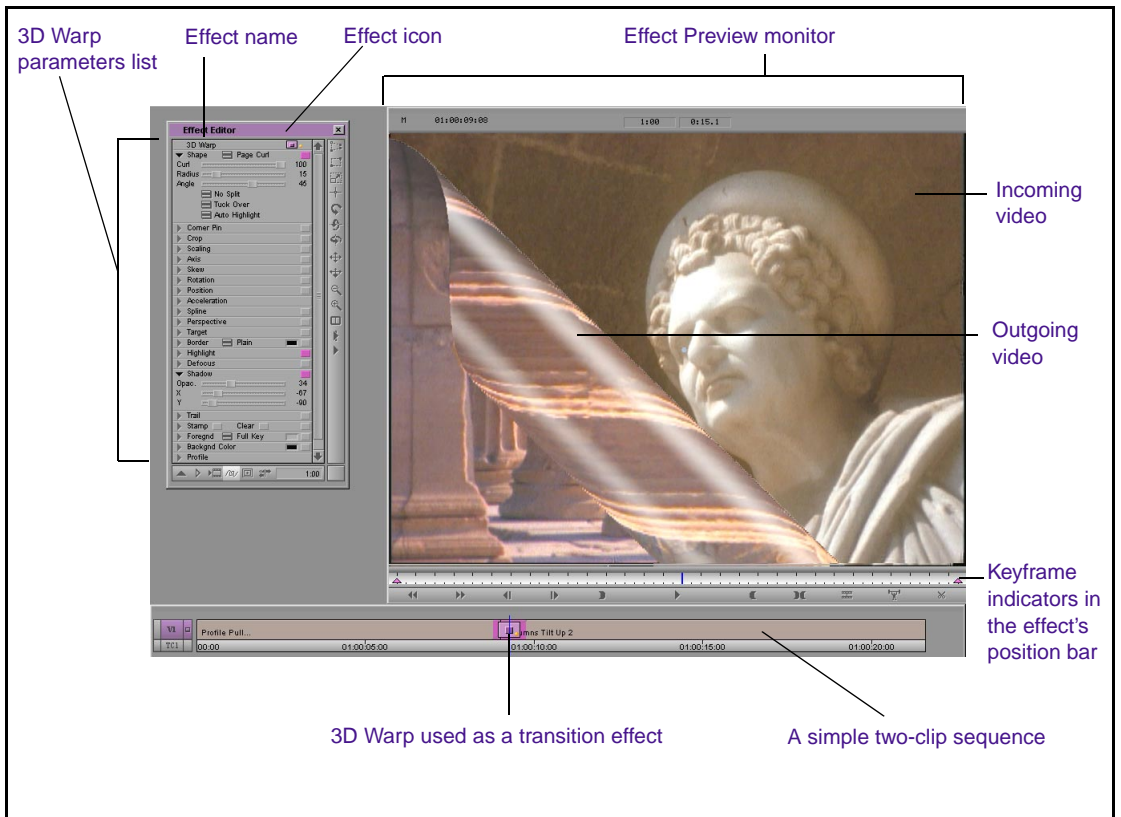 3D Warp
parameters list
Effect name
Effect icon
Effect Preview monitor
Effect Editor
3D Warp
Shape Page Curl
Curl 100
Radius 15
Angle 46
No Split
Tuck Over
Auto Highlight
Corner Pin
Crop
Scaling
Axis
Skew
Rotation
Position
Acceleration
Spline
Perspective
Target
Border Plain
Highlight
Defocus
Shadow
Opac. 34
X -67
Y -90
Trail
Stamp Clear
Foregnd Full Key
Backgnd Color
Profile
1:00
M 01:00:09:08 1:00 0:15.1
Incoming
video
Outgoing
video
Keyframe
indicators in
the effect's
position bar
V1 Profile Pull... umns Tilt Up 2
TC1 00:00 01:00:05:00 01:00:10:00 01:00:15:00 01:00:20:00
3D Warp used as a transition effect
A simple two-clip sequence